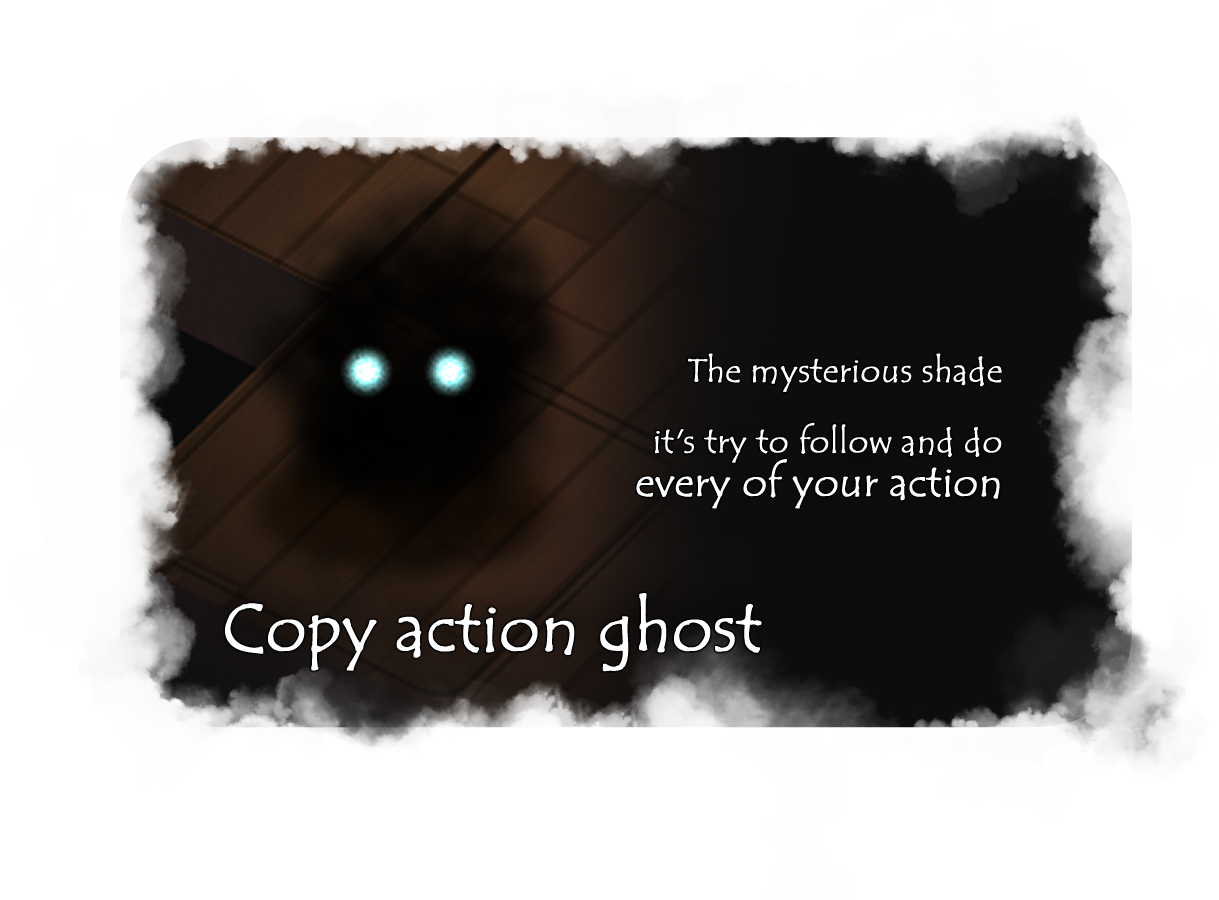 The mysterious shade
it's try to follow and do
every of your action
Copy action ghost